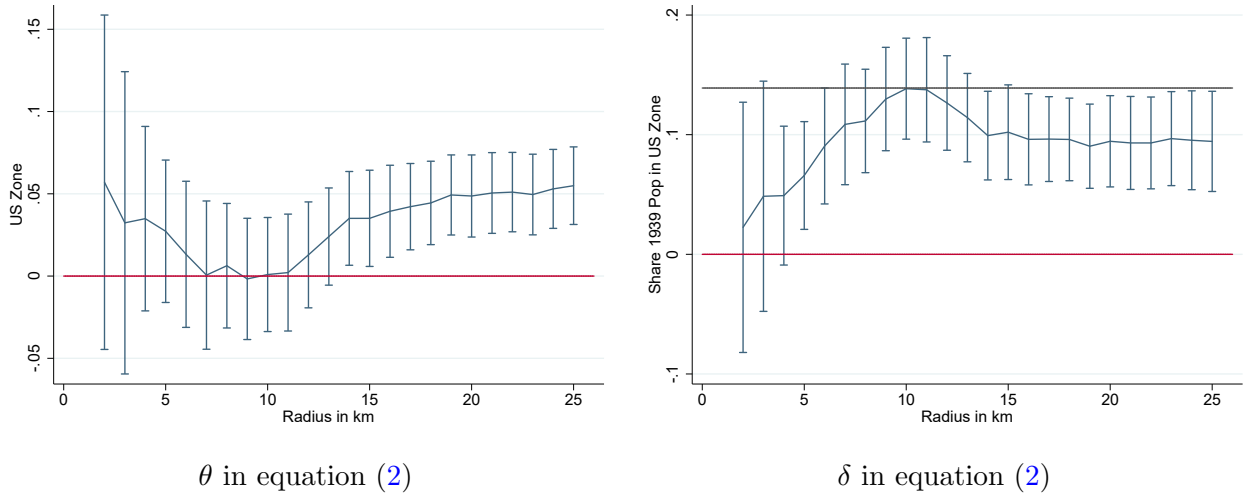 .15
.1
.05
0
-.05
US Zone
0 5 10 15 20 25
Radius in km
θ in equation (2)
.2
.1
0
-.1
Share 1939 Pop in US Zone
0 5 10 15 20 25
Radius in km
δ in equation (2)